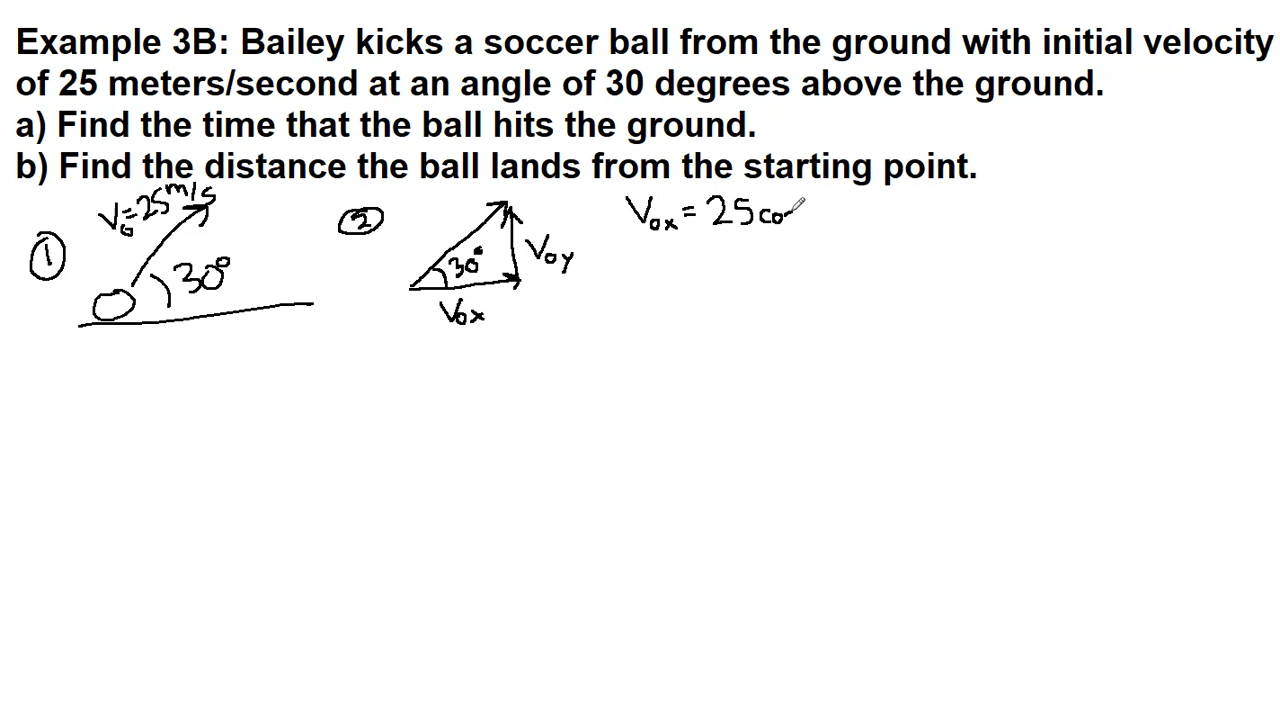 Example 3B: Bailey kicks a soccer ball from the ground with initial velocity
of 25 meters/second at an angle of 30 degrees above the ground.
a) Find the time that the ball hits the ground.
b) Find the distance the ball lands from the starting point.
① V₀=25 m/s 30°
② 30° Voy Vox
Vox = 25 co